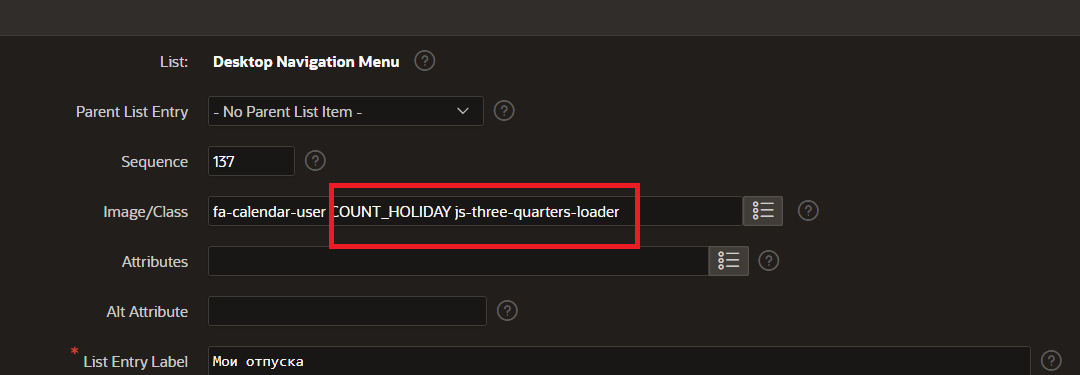 List: Desktop Navigation Menu ?
Parent List Entry - No Parent List Item - ?
Sequence 137 ?
Image/Class fa-calendar-user COUNT_HOLIDAY js-three-quarters-loader ?
Attributes ?
Alt Attribute ?
* List Entry Label Мои отпуска ?